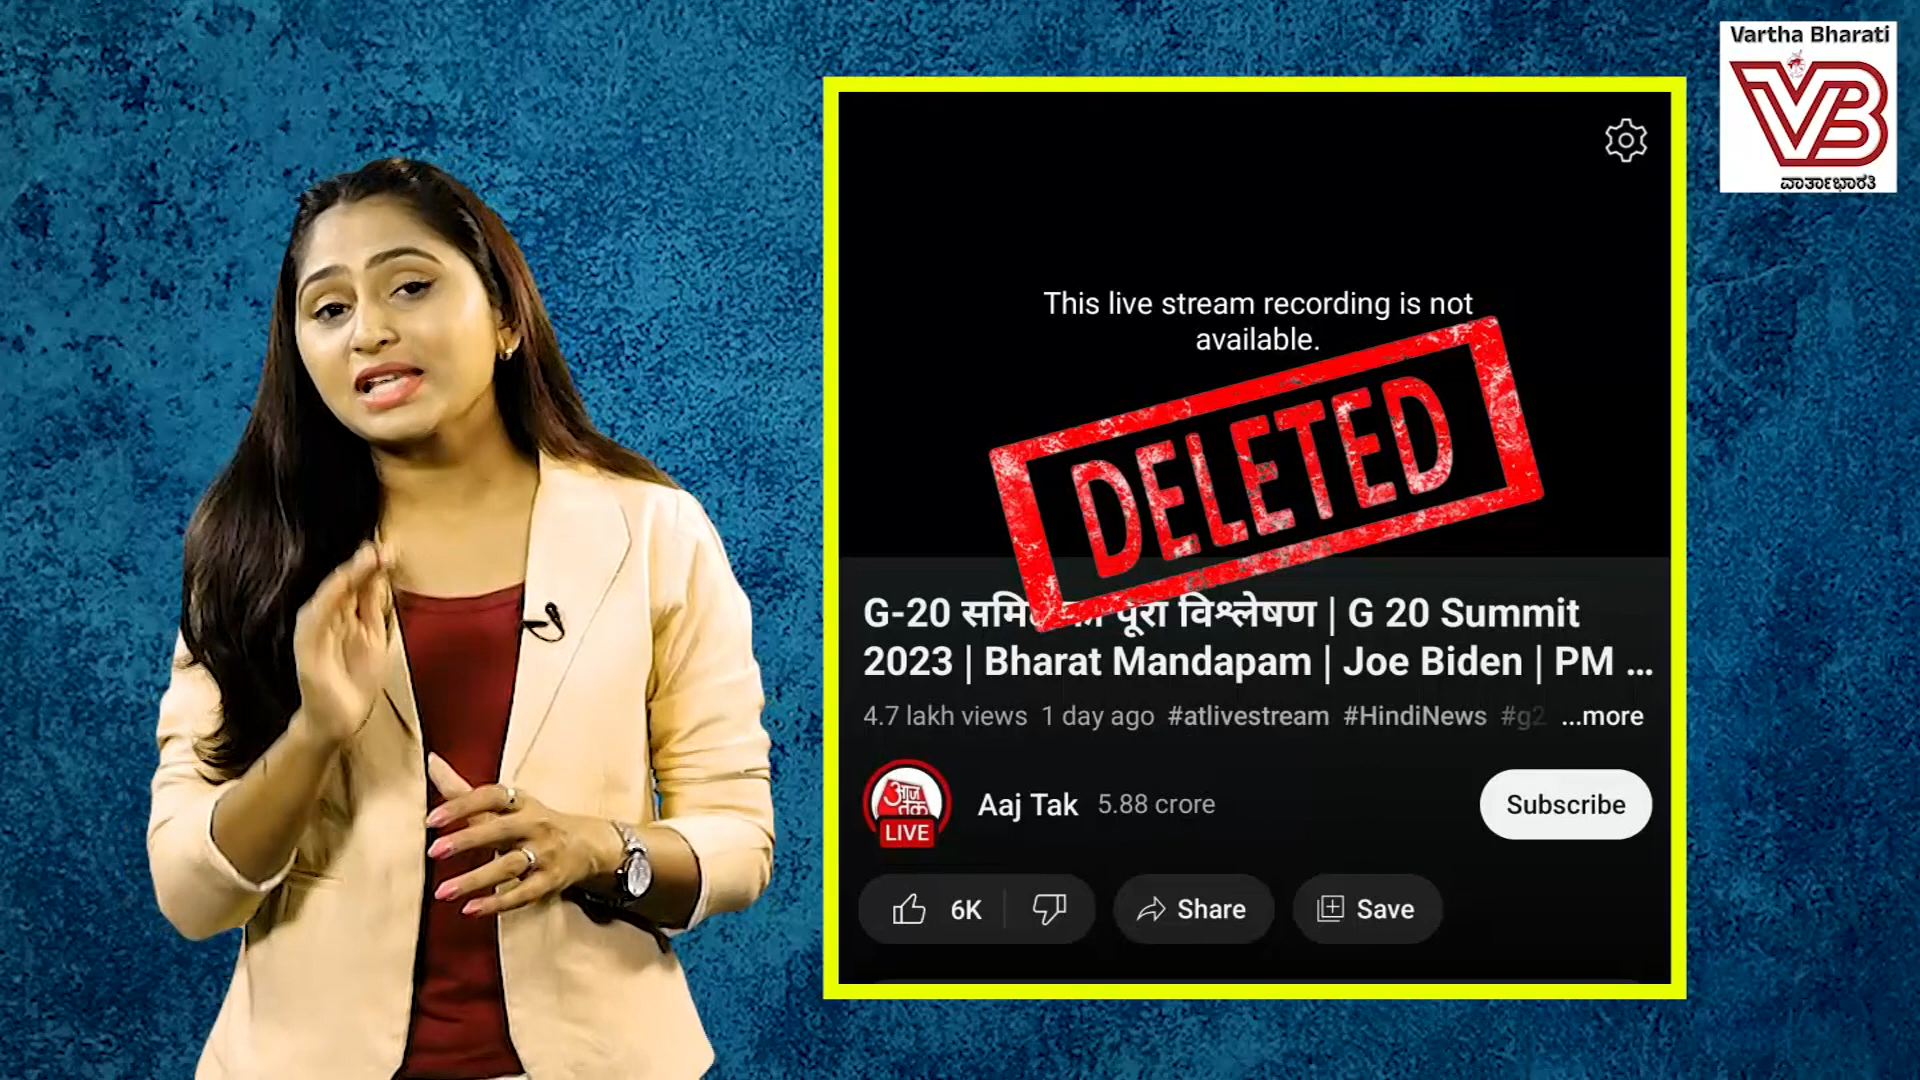 Vartha Bharati
VB
ವಾರ್ತಾಭಾರತಿ
This live stream recording is not
available.
DELETED
G-20 पूरा विश्लेषण | G 20 Summit
2023 | Bharat Mandapam | Joe Biden | PM ...
4.7 lakh views 1 day ago #atlivestream #HindiNews #g2 ...more
आज
तक
LIVE
Aaj Tak 5.88 crore
Subscribe
6K
Share
Save